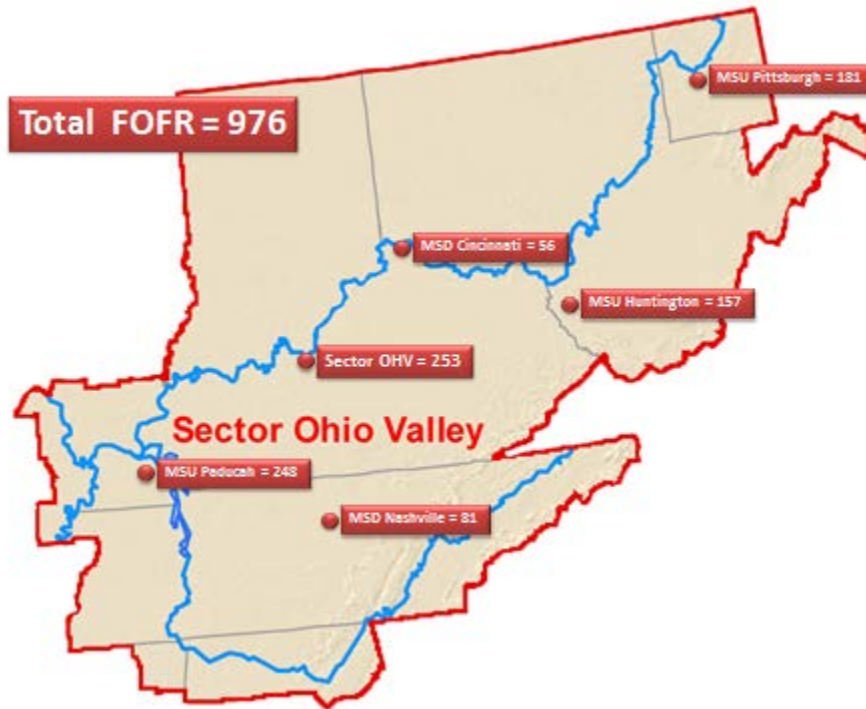 MSU Pittsburgh = 181
Total FOFR = 976
MSD Cincinnati = 56
MSU Huntington = 157
Sector OHV = 253
Sector Ohio Valley
MSU Paducah = 248
MSD Nashville = 81